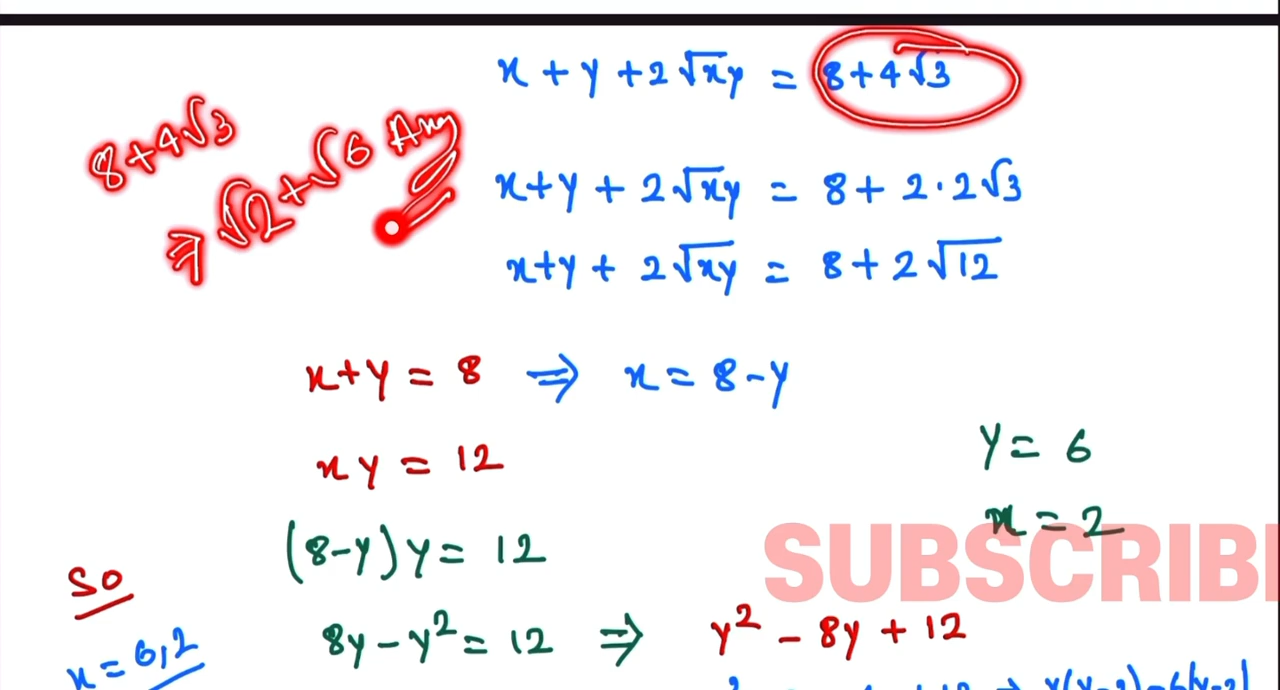 x + y + 2√xy = 8+4√3
8+4√3
⇒ √2+√6 Ans
x+y + 2√xy = 8+ 2·2√3
x+y + 2√xy = 8+2√12
x+y = 8 ⇒ x = 8-y
xy = 12
y = 6
x = 2
(8-y)y = 12
SUBSCRIB
so
8y-y² = 12 ⇒ y² - 8y + 12
x = 6,2